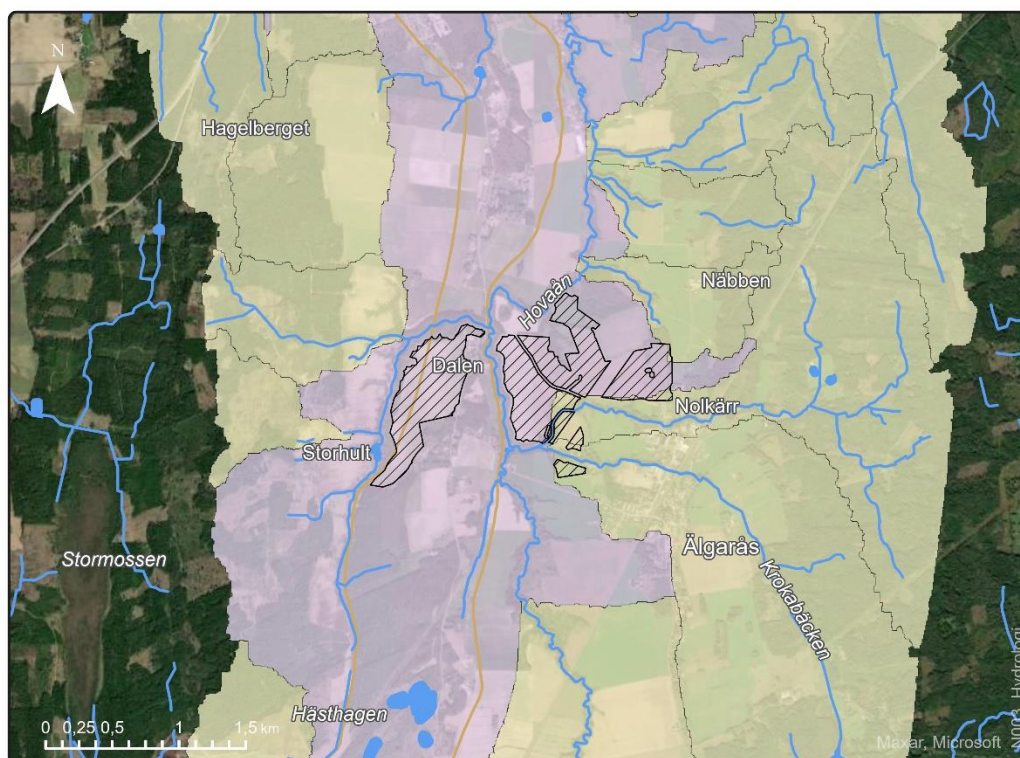 N
Hagelberget
Näbben
Hovaån
Dalen
Nolkärr
Storhult
Älgarås
Stormossen
Krokabäcken
Hästhagen
0 0,25 0,5 1 1,5 km
Maxar, Microsoft
N003_Hydrologi